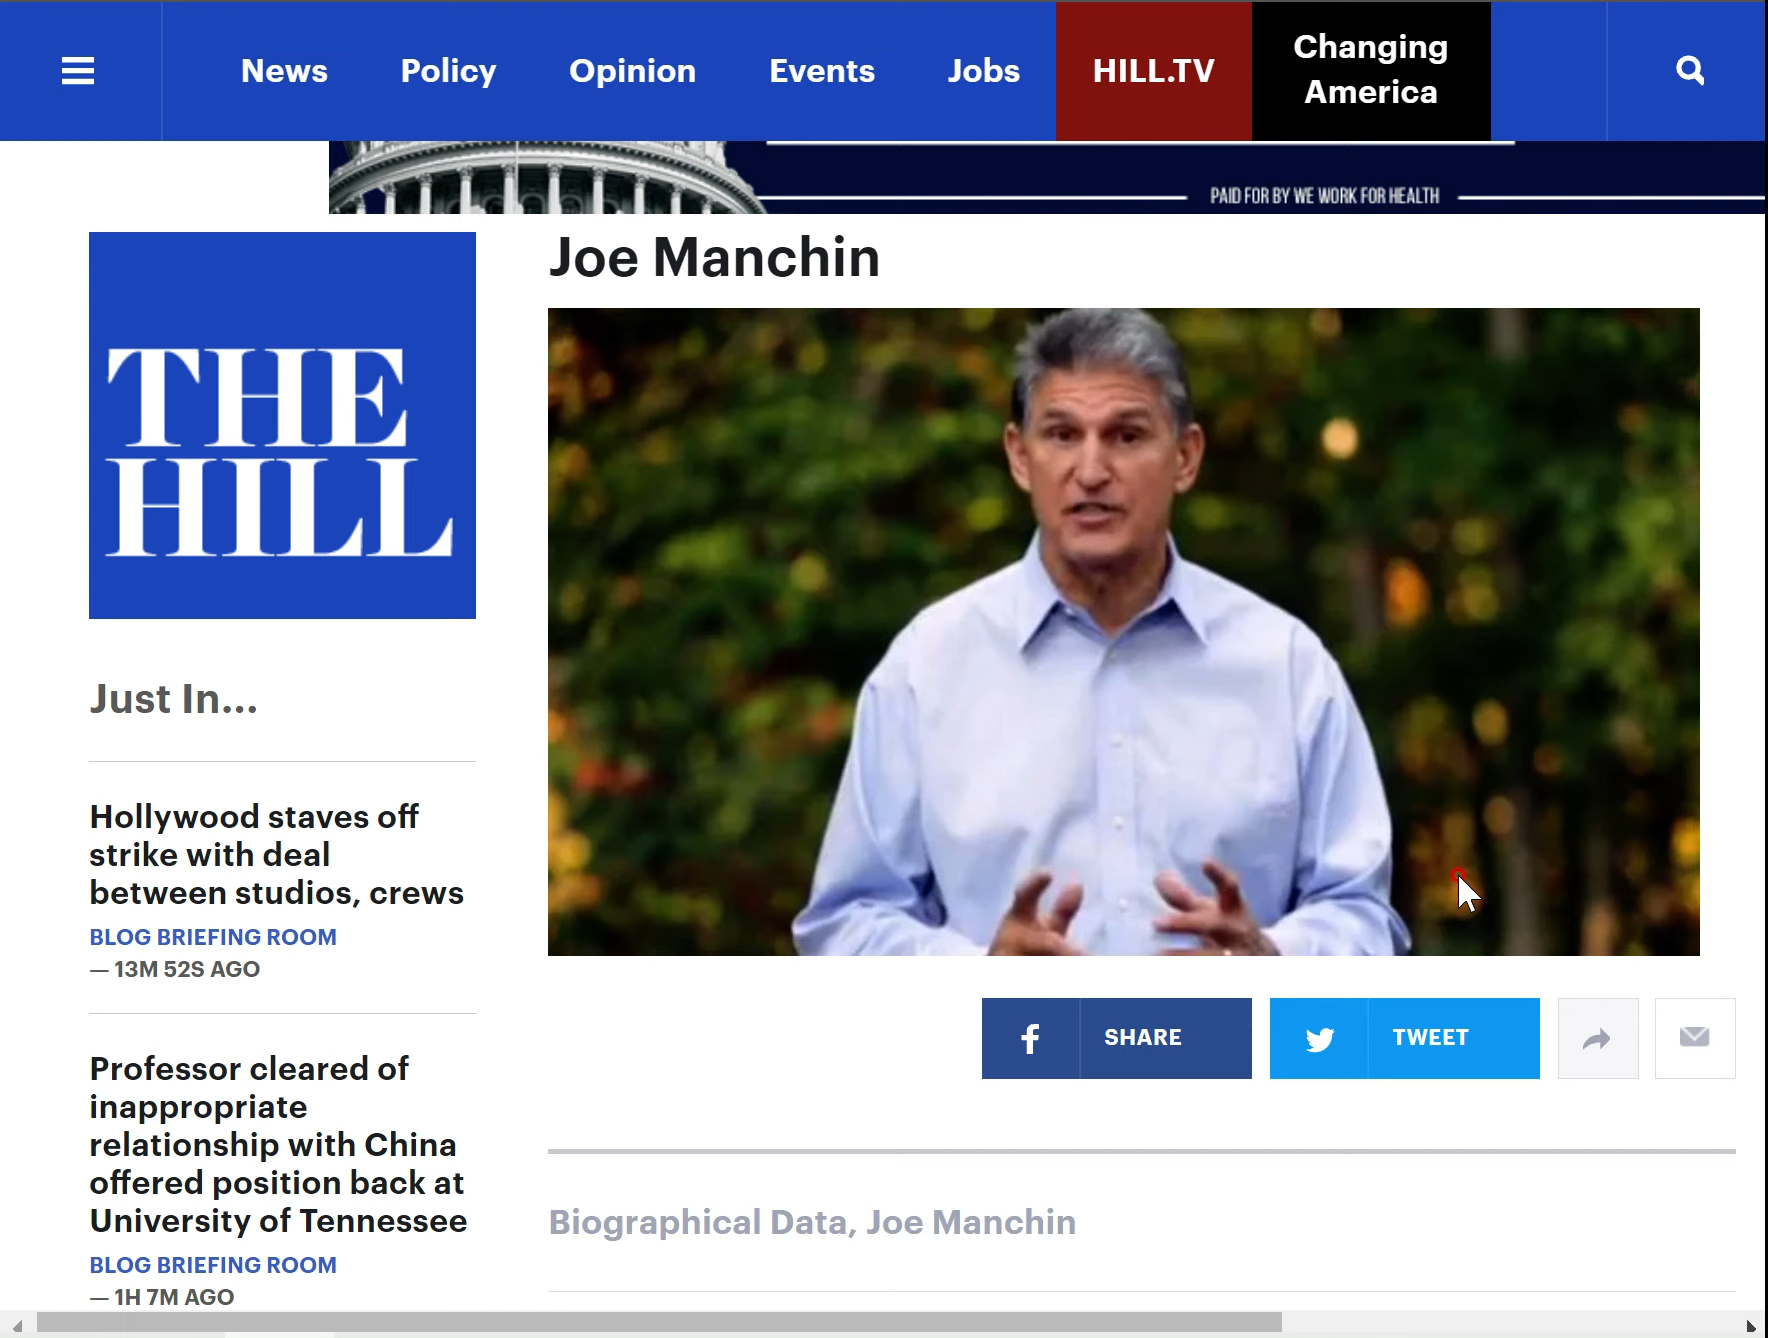 News
Policy
Opinion
Events
Jobs
HILL.TV
Changing
America
PAID FOR BY WE WORK FOR HEALTH
THE
HILL
Just In...
Hollywood staves off
strike with deal
between studios, crews
BLOG BRIEFING ROOM
— 13M 52S AGO
Professor cleared of
inappropriate
relationship with China
offered position back at
University of Tennessee
BLOG BRIEFING ROOM
— 1H 7M AGO
Joe Manchin
SHARE
TWEET
Biographical Data, Joe Manchin